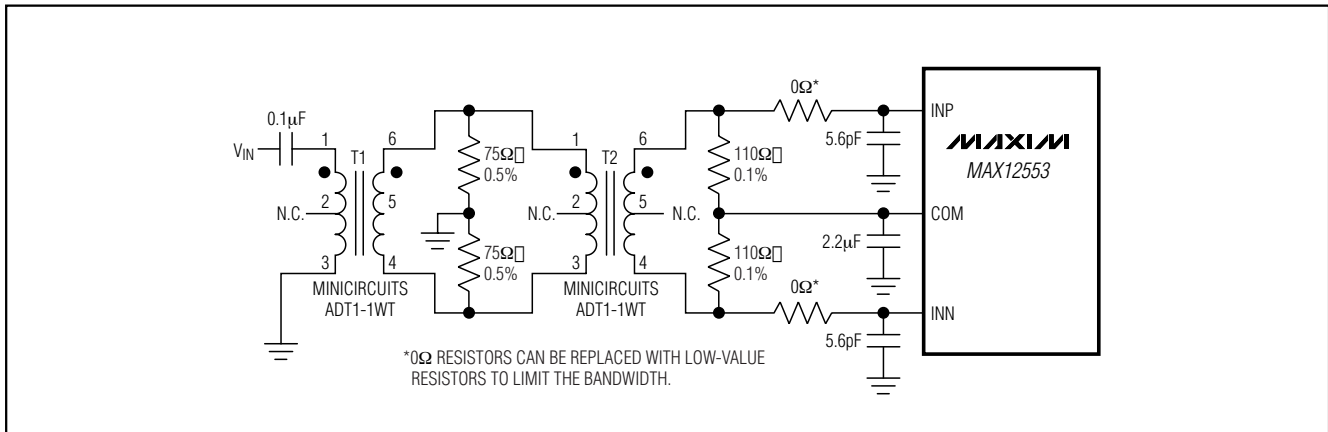 0.1μF
V_IN
1
2
3
N.C.
T1
6
5
4
MINICIRCUITS
ADT1-1WT
75Ω□
0.5%
75Ω□
0.5%
1
2
3
N.C.
T2
6
5
4
N.C.
MINICIRCUITS
ADT1-1WT
110Ω□
0.1%
110Ω□
0.1%
0Ω*
0Ω*
5.6pF
2.2μF
5.6pF
INP
COM
INN
MAXIM
MAX12553
*0Ω RESISTORS CAN BE REPLACED WITH LOW-VALUE
RESISTORS TO LIMIT THE BANDWIDTH.